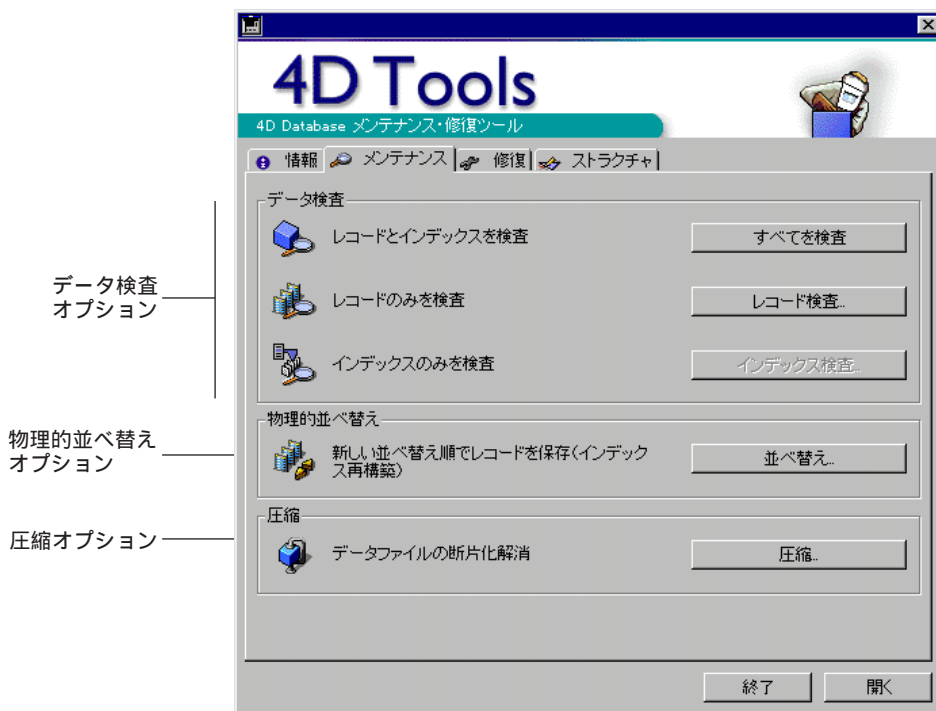 4D Tools
4D Database メンテナンス・修復ツール
情報
メンテナンス
修復
ストラクチャ
データ検査
オプション
データ検査
レコードとインデックスを検査
すべてを検査
レコードのみを検査
レコード検査...
インデックスのみを検査
インデックス検査...
物理的並べ替え
オプション
物理的並べ替え
新しい並べ替え順でレコードを保存(インデック
ス再構築)
並べ替え...
圧縮オプション
圧縮
データファイルの断片化解消
圧縮...
終了
開く